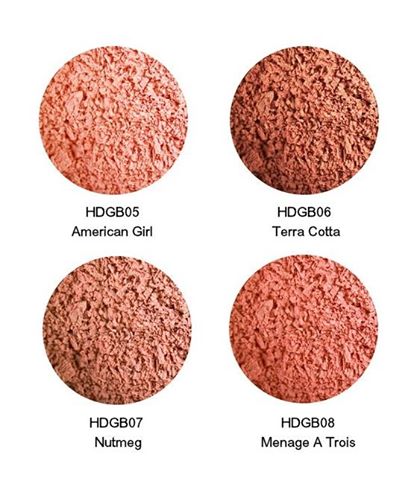 HDGB05
American Girl
HDGB06
Terra Cotta
HDGB07
Nutmeg
HDGB08
Menage A Trois